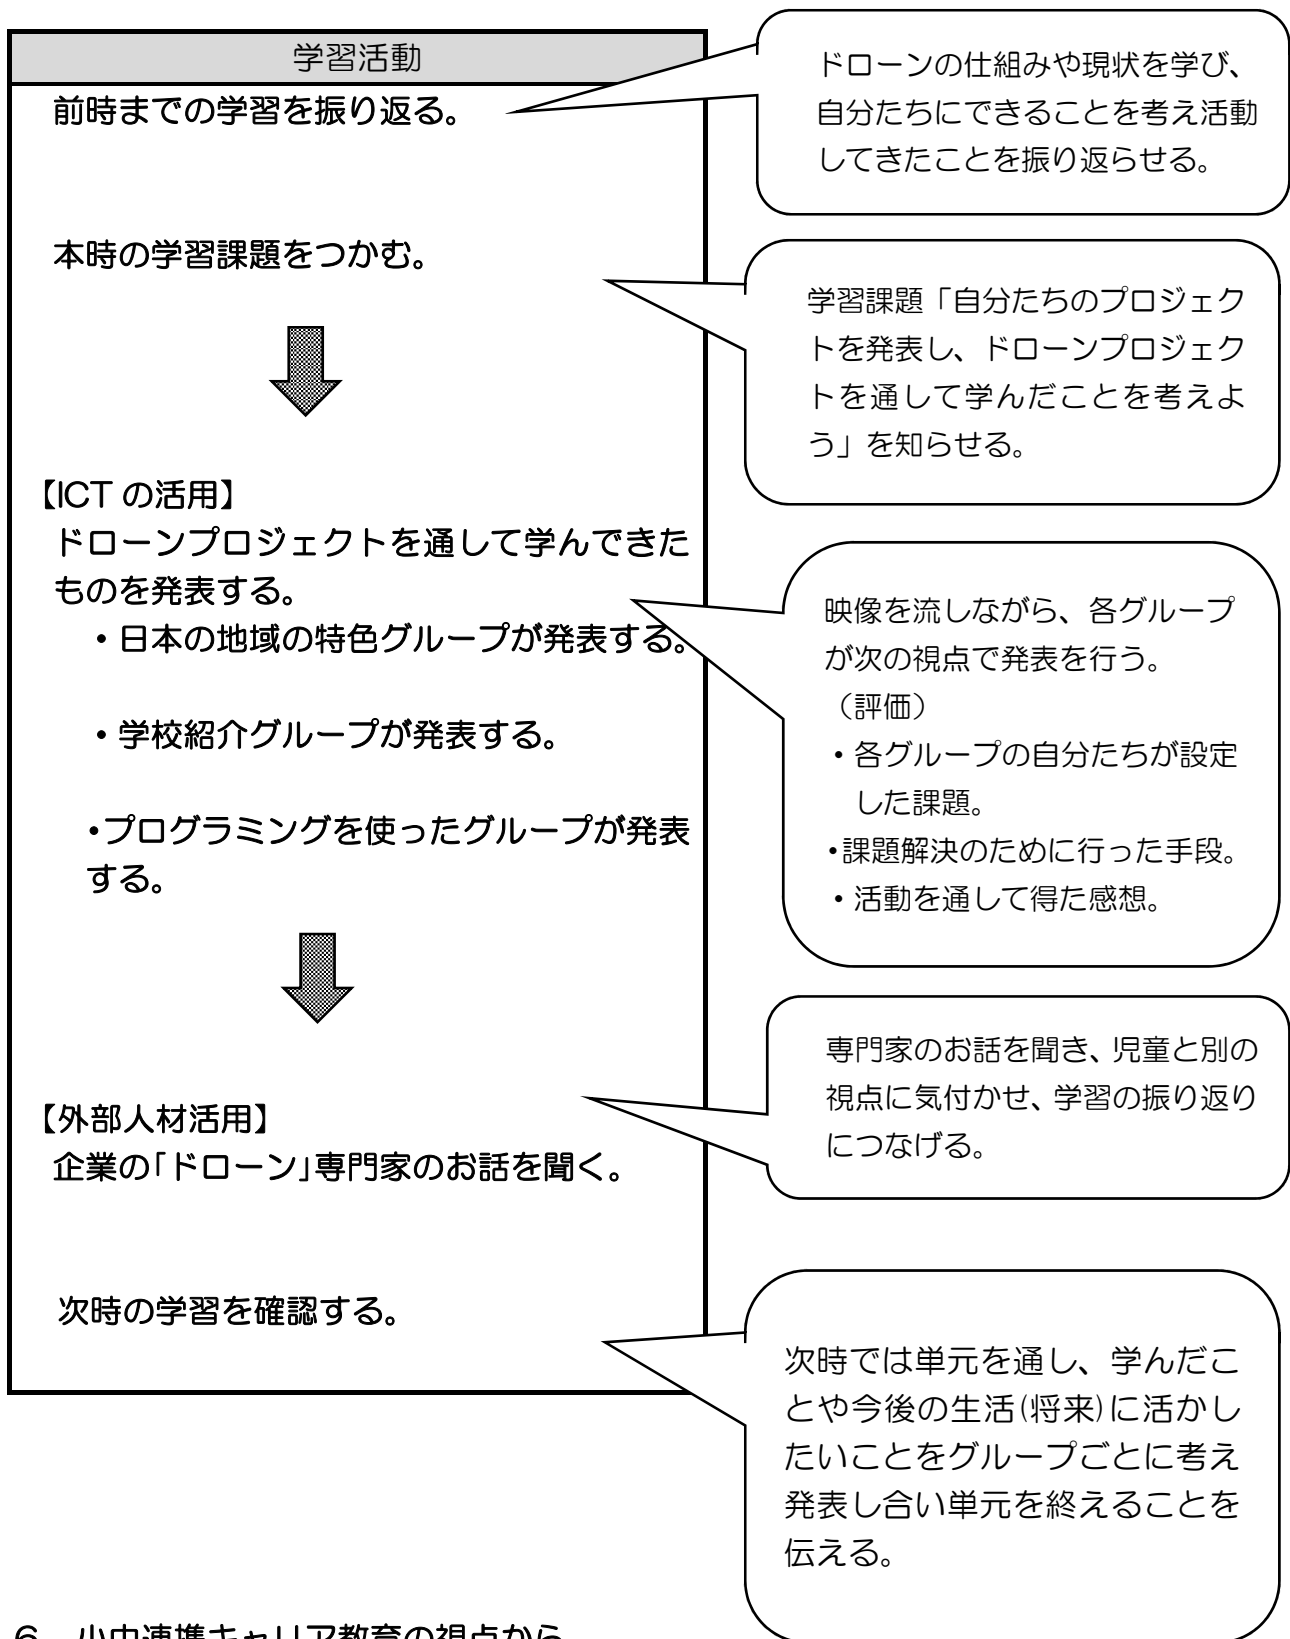 学習活動
前時までの学習を振り返る。
ドローンの仕組みや現状を学び、
自分たちにできることを考え活動
してきたことを振り返らせる。
本時の学習課題をつかむ。
学習課題「自分たちのプロジェク
トを発表し、ドローンプロジェク
トを通して学んだことを考えよ
う」を知らせる。
【ICT の活用】
ドローンプロジェクトを通して学んできた
ものを発表する。
・日本の地域の特色グループが発表する。
・学校紹介グループが発表する。
・プログラミングを使ったグループが発表
する。
映像を流しながら、各グループ
が次の視点で発表を行う。
（評価）
・各グループの自分たちが設定
した課題。
・課題解決のために行った手段。
・活動を通して得た感想。
【外部人材活用】
企業の「ドローン」専門家のお話を聞く。
専門家のお話を聞き、児童と別の
視点に気付かせ、学習の振り返り
につなげる。
次時の学習を確認する。
次時では単元を通し、学んだこ
とや今後の生活(将来)に活かし
たいことをグループごとに考え
発表し合い単元を終えることを
伝える。
６　小中連携キャリア教育の視点から